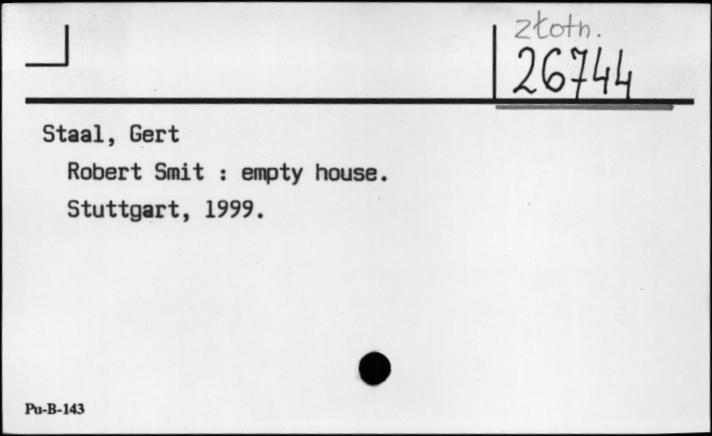 złotn.
26744
Staal, Gert
Robert Smit : empty house.
Stuttgart, 1999.
Pu-B-143